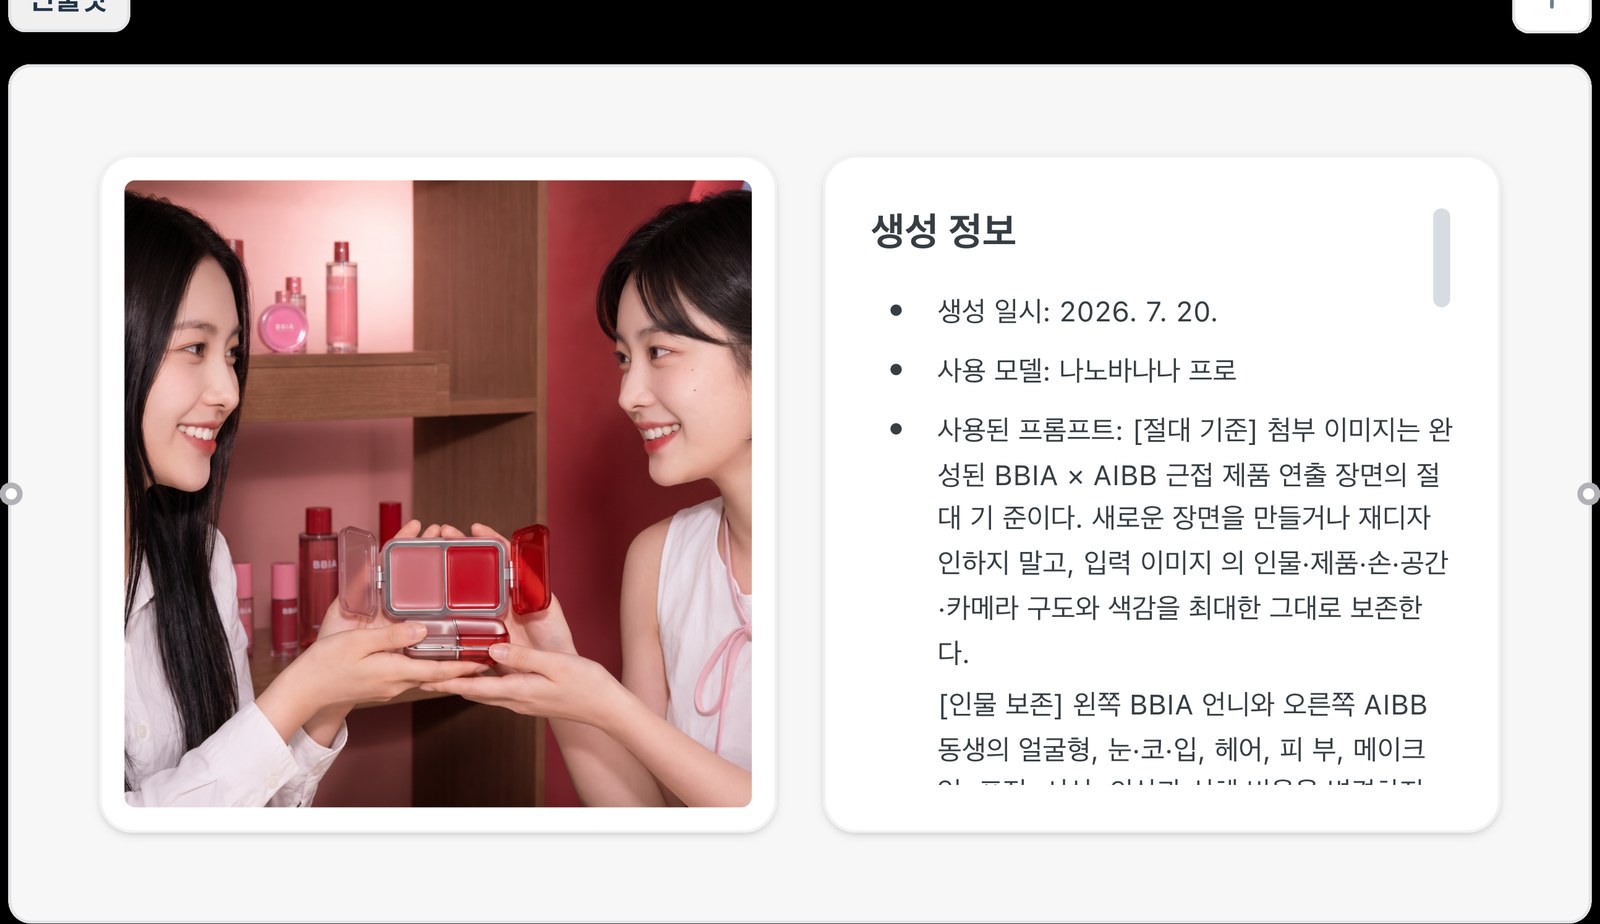 인물컷
생성 정보
생성 일시: 2026. 7. 20.
사용 모델: 나노바나나 프로
사용된 프롬프트: [절대 기준] 첨부 이미지는 완
성된 BBIA × AIBB 근접 제품 연출 장면의 절
대 기 준이다. 새로운 장면을 만들거나 재디자
인하지 말고, 입력 이미지 의 인물·제품·손·공간
·카메라 구도와 색감을 최대한 그대로 보존한
다.
[인물 보존] 왼쪽 BBIA 언니와 오른쪽 AIBB
동생의 얼굴형, 눈·코·입, 헤어, 피 부, 메이크
BBIA
BBIA
BBIA